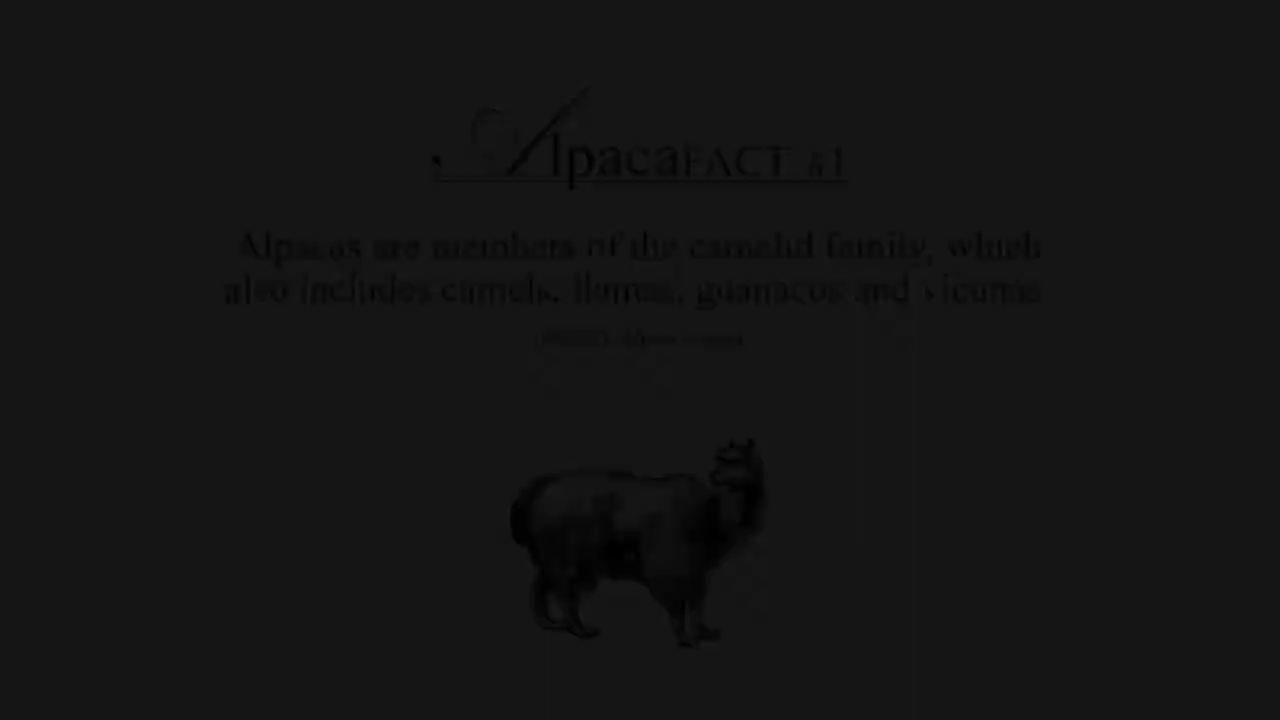 AlpacaFACT #1
Alpacas are members of the camelid family, which
also includes camels, llamas, guanacos and vicunas